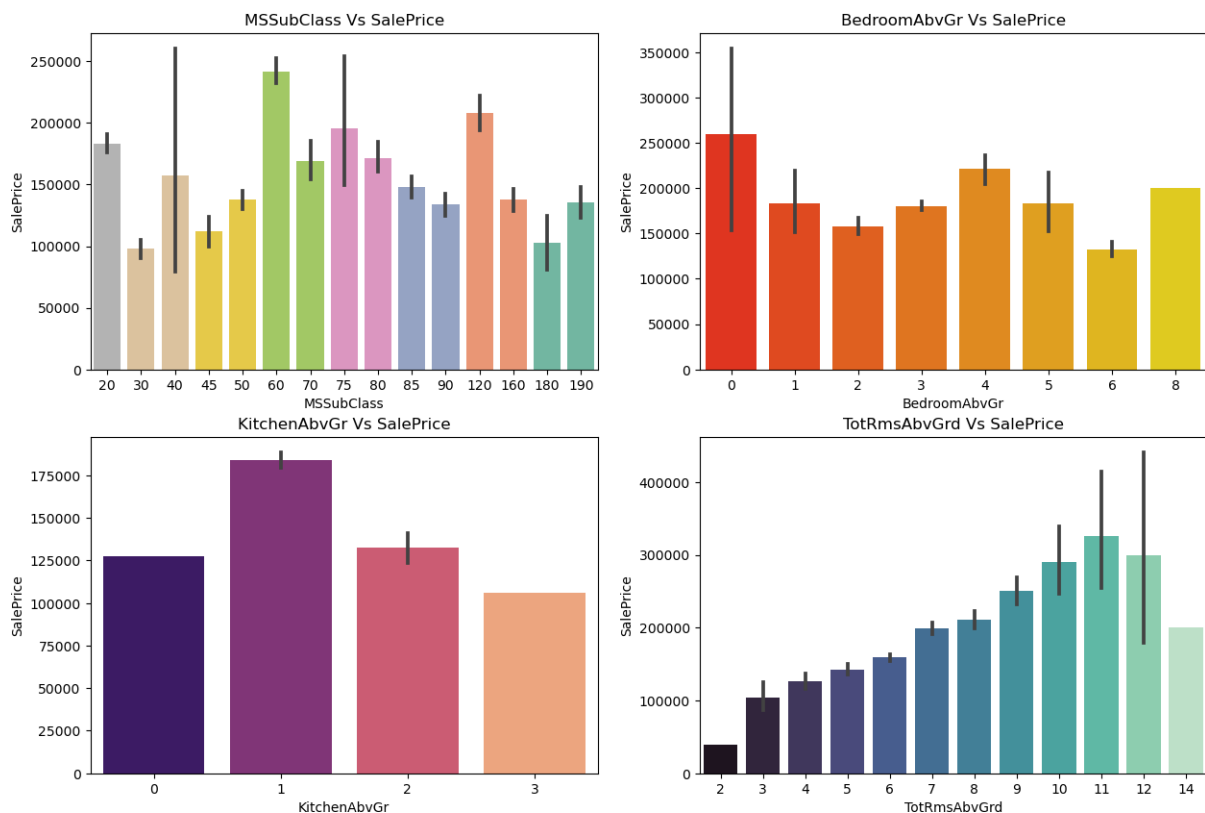 MSSubClass Vs SalePrice
250000
200000
150000
100000
50000
0
SalePrice
20 30 40 45 50 60 70 75 80 85 90 120 160 180 190
MSSubClass
BedroomAbvGr Vs SalePrice
350000
300000
250000
200000
150000
100000
50000
0
SalePrice
0 1 2 3 4 5 6 8
BedroomAbvGr
KitchenAbvGr Vs SalePrice
175000
150000
125000
100000
75000
50000
25000
0
SalePrice
0 1 2 3
KitchenAbvGr
TotRmsAbvGrd Vs SalePrice
400000
300000
200000
100000
0
SalePrice
2 3 4 5 6 7 8 9 10 11 12 14
TotRmsAbvGrd